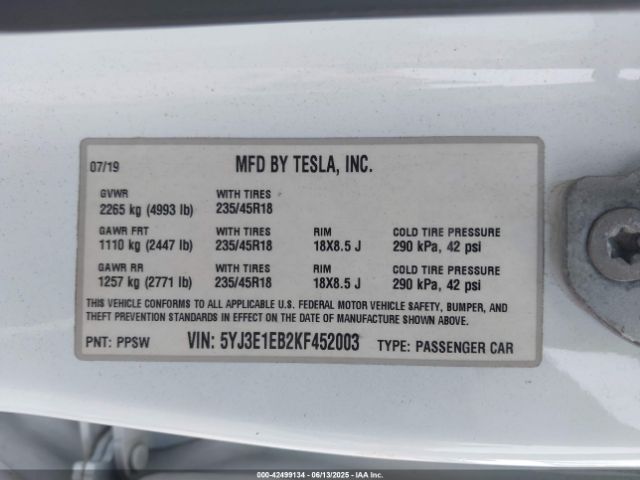 07/19 MFD BY TESLA, INC.
GVWR WITH TIRES
2265 kg (4993 lb) 235/45R18
GAWR FRT WITH TIRES RIM COLD TIRE PRESSURE
1110 kg (2447 lb) 235/45R18 18X8.5 J 290 kPa, 42 psi
GAWR RR WITH TIRES RIM COLD TIRE PRESSURE
1257 kg (2771 lb) 235/45R18 18X8.5 J 290 kPa, 42 psi
THIS VEHICLE CONFORMS TO ALL APPLICABLE U.S. FEDERAL MOTOR VEHICLE SAFETY, BUMPER, AND
THEFT PREVENTION STANDARDS IN EFFECT ON THE DATE OF MANUFACTURE SHOWN ABOVE.
PNT: PPSW VIN: 5YJ3E1EB2KF452003 TYPE: PASSENGER CAR
000-42499134 - 06/13/2025 - IAA Inc.